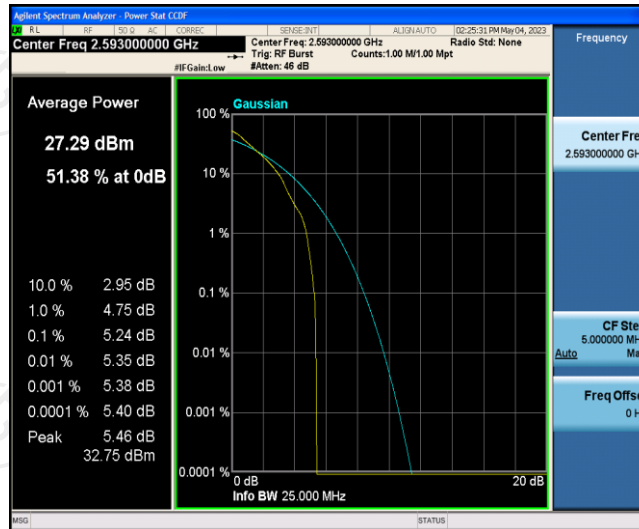 Agilent Spectrum Analyzer - Power Stat CCDF
RL RF 50 Ω AC CORREC SENSE:INT ALIGNAUTO 02:25:31 PM May 04, 2023
Center Freq 2.593000000 GHz
Center Freq: 2.593000000 GHz Radio Std: None
Trig: RF Burst Counts:1.00 M/1.00 Mpt
#IFGain:Low #Atten: 46 dB
Frequency
Average Power
27.29 dBm
51.38 % at 0dB
10.0 % 2.95 dB
1.0 % 4.75 dB
0.1 % 5.24 dB
0.01 % 5.35 dB
0.001 % 5.38 dB
0.0001 % 5.40 dB
Peak 5.46 dB
32.75 dBm
Gaussian
100 %
10 %
1 %
0.1 %
0.01 %
0.001 %
0.0001 %
0 dB 20 dB
Info BW 25.000 MHz
Center Fre
2.593000000 GH
CF Ste
5.000000 MH
Auto Ma
Freq Offs
0 H
MSG STATUS